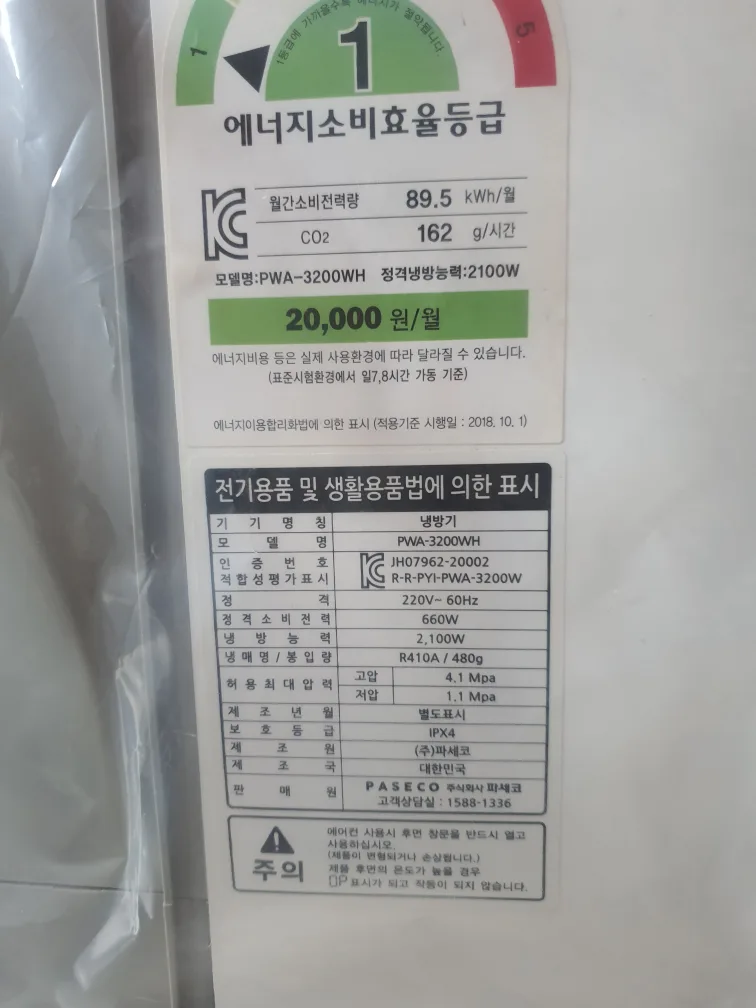 1등급에 가까울수록 에너지가 절약됩니다.
1
1
5
에너지소비효율등급
월간소비전력량 89.5 kWh/월
CO2 162 g/시간
모델명:PWA-3200WH 정격냉방능력:2100W
20,000 원/월
에너지비용 등은 실제 사용환경에 따라 달라질 수 있습니다.
(표준시험환경에서 일7,8시간 가동 기준)
에너지이용합리화법에 의한 표시 (적용기준 시행일 : 2018. 10. 1)
전기용품 및 생활용품법에 의한 표시
기기명칭 냉방기
모델명 PWA-3200WH
인증번호 JH07962-20002
적합성평가표시 R-R-PYI-PWA-3200W
정격 220V~ 60Hz
정격소비전력 660W
냉방능력 2,100W
냉매명/봉입량 R410A / 480g
허용최대압력 고압 4.1 Mpa
저압 1.1 Mpa
제조년월 별도표시
보호등급 IPX4
제조원 (주)파세코
제조국 대한민국
판매원 PASECO 주식회사 파세코
고객상담실 : 1588-1336
주의
에어컨 사용시 후면 창문을 반드시 열고
사용하십시오.
(제품이 변형되거나 손상됩니다.)
제품 후면의 온도가 높을 경우
OP 표시가 되고 작동이 되지 않습니다.